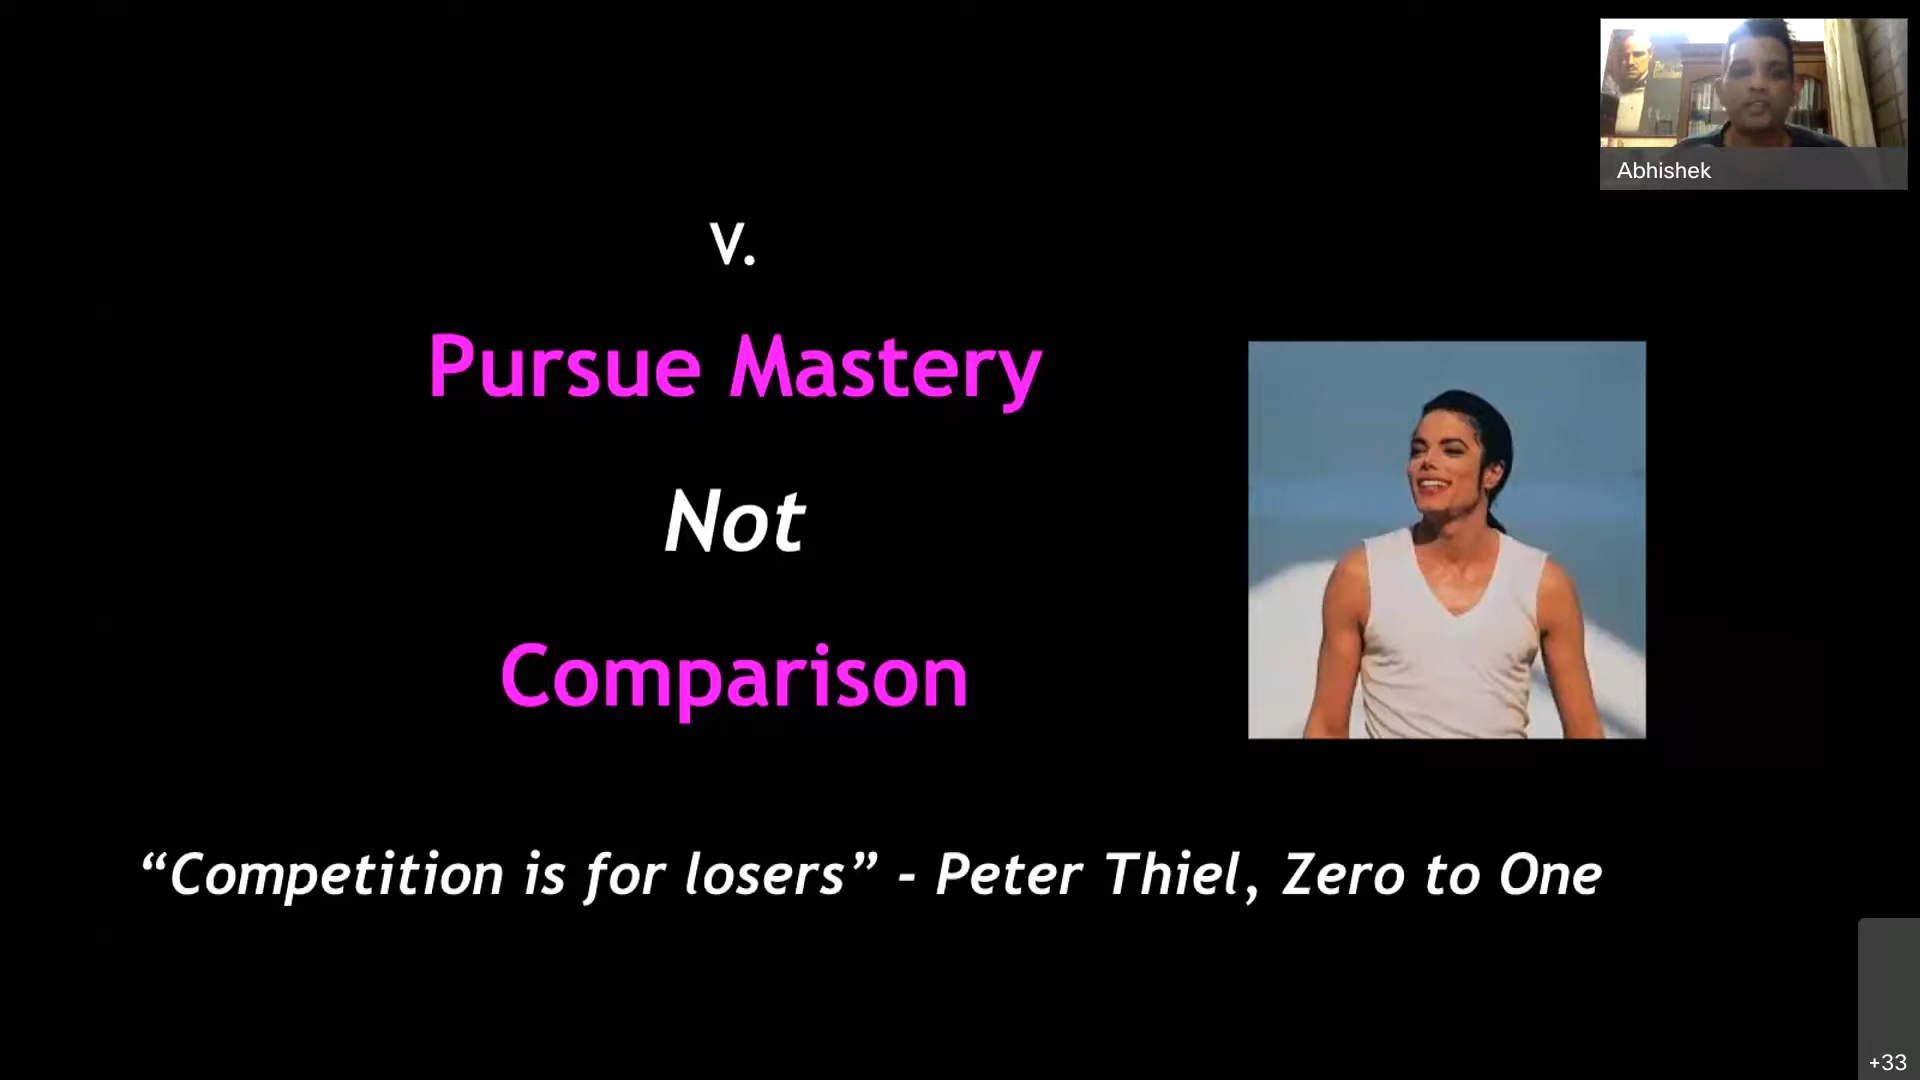 Abhishek
V.
Pursue Mastery
Not
Comparison
“Competition is for losers” - Peter Thiel, Zero to One
+33